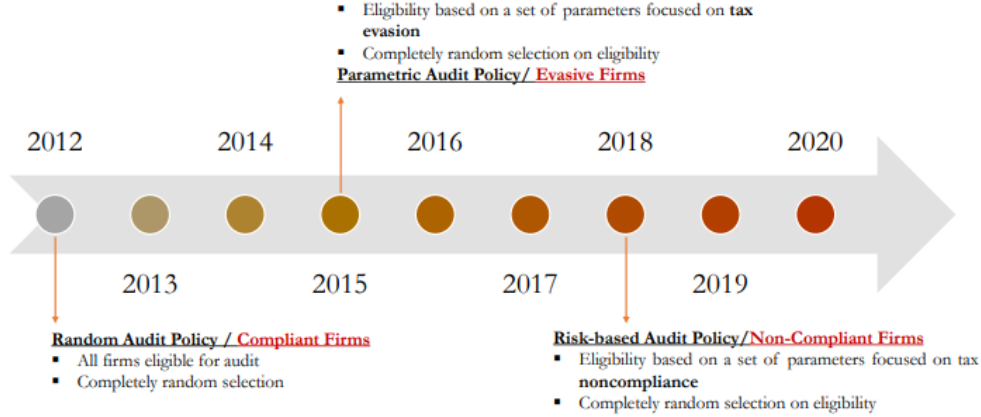 ▪ Eligibility based on a set of parameters focused on tax
evasion
▪ Completely random selection on eligibility
Parametric Audit Policy/ Evasive Firms
2012
2014
2016
2018
2020
2013
2015
2017
2019
Random Audit Policy / Compliant Firms
▪ All firms eligible for audit
▪ Completely random selection
Risk-based Audit Policy/Non-Compliant Firms
▪ Eligibility based on a set of parameters focused on tax
noncompliance
▪ Completely random selection on eligibility